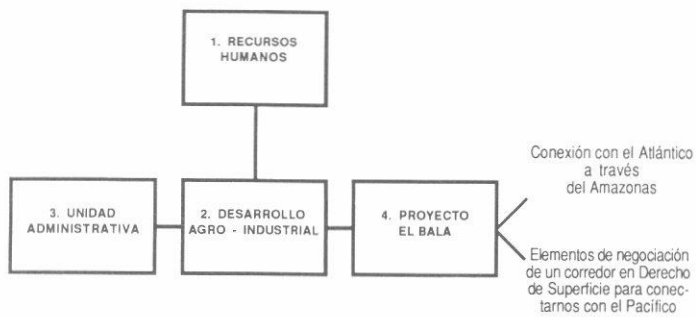 1. RECURSOS
HUMANOS
3. UNIDAD
ADMINISTRATIVA
2. DESARROLLO
AGRO - INDUSTRIAL
4. PROYECTO
EL BALA
Conexión con el Atlántico
a través
del Amazonas
Elementos de negociación
de un corredor en Derecho
de Superficie para conec-
tarnos con el Pacífico